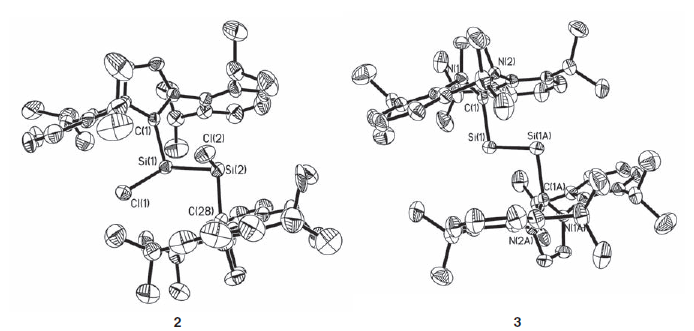 Cl(2)
C(1)
Si(1)
Si(2)
Cl(1)
C(28)
2
N(1)
N(2)
C(1)
Si(1)
Si(1A)
C(1A)
N(2A)
N(1A)
3